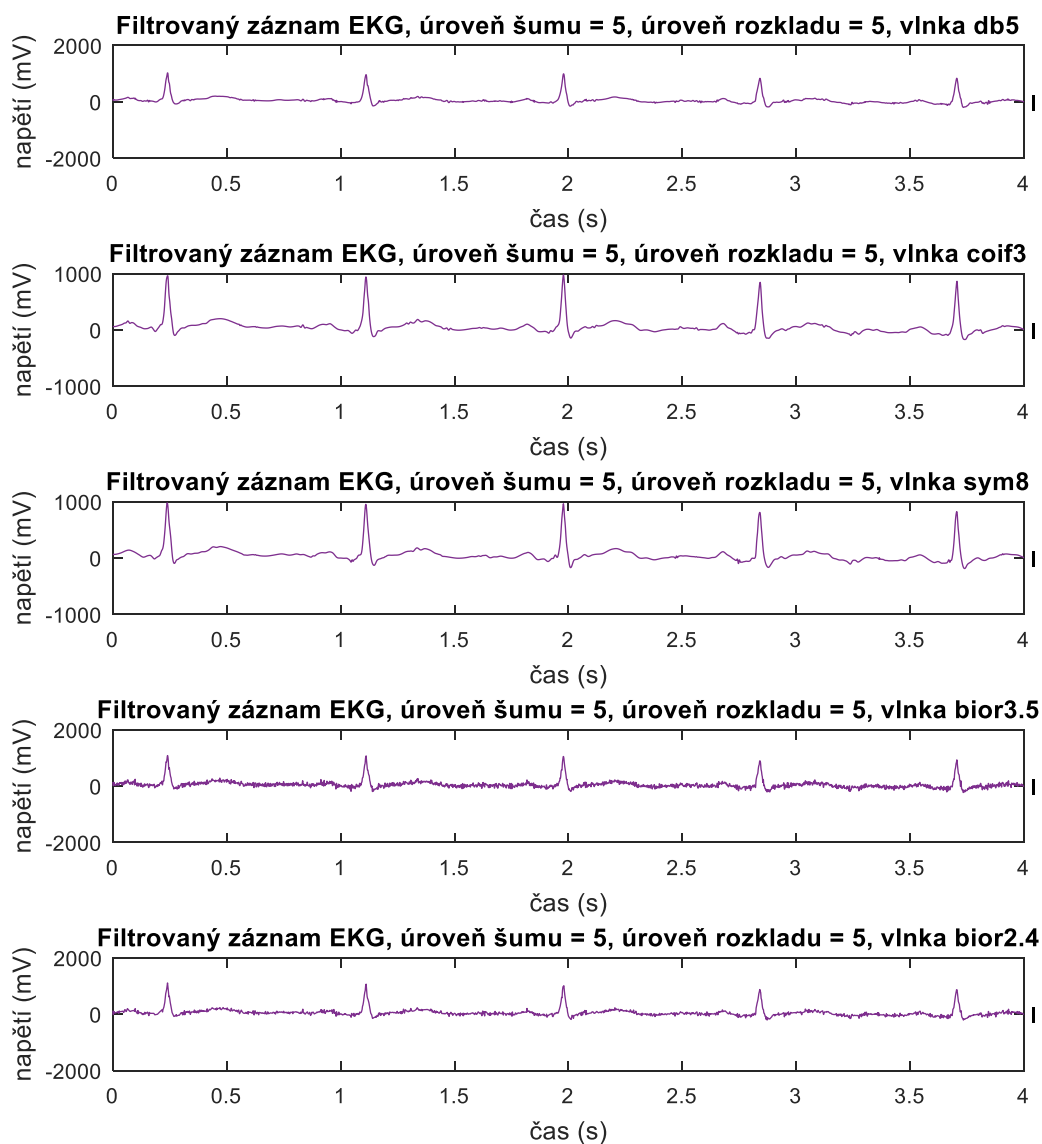 Filtrovaný záznam EKG, úroveň šumu = 5, úroveň rozkladu = 5, vlnka db5
2000
0
-2000
napětí (mV)
I
0 0.5 1 1.5 2 2.5 3 3.5 4
čas (s)
Filtrovaný záznam EKG, úroveň šumu = 5, úroveň rozkladu = 5, vlnka coif3
1000
0
-1000
napětí (mV)
I
0 0.5 1 1.5 2 2.5 3 3.5 4
čas (s)
Filtrovaný záznam EKG, úroveň šumu = 5, úroveň rozkladu = 5, vlnka sym8
1000
0
-1000
napětí (mV)
I
0 0.5 1 1.5 2 2.5 3 3.5 4
čas (s)
Filtrovaný záznam EKG, úroveň šumu = 5, úroveň rozkladu = 5, vlnka bior3.5
2000
0
-2000
napětí (mV)
I
0 0.5 1 1.5 2 2.5 3 3.5 4
čas (s)
Filtrovaný záznam EKG, úroveň šumu = 5, úroveň rozkladu = 5, vlnka bior2.4
2000
0
-2000
napětí (mV)
I
0 0.5 1 1.5 2 2.5 3 3.5 4
čas (s)